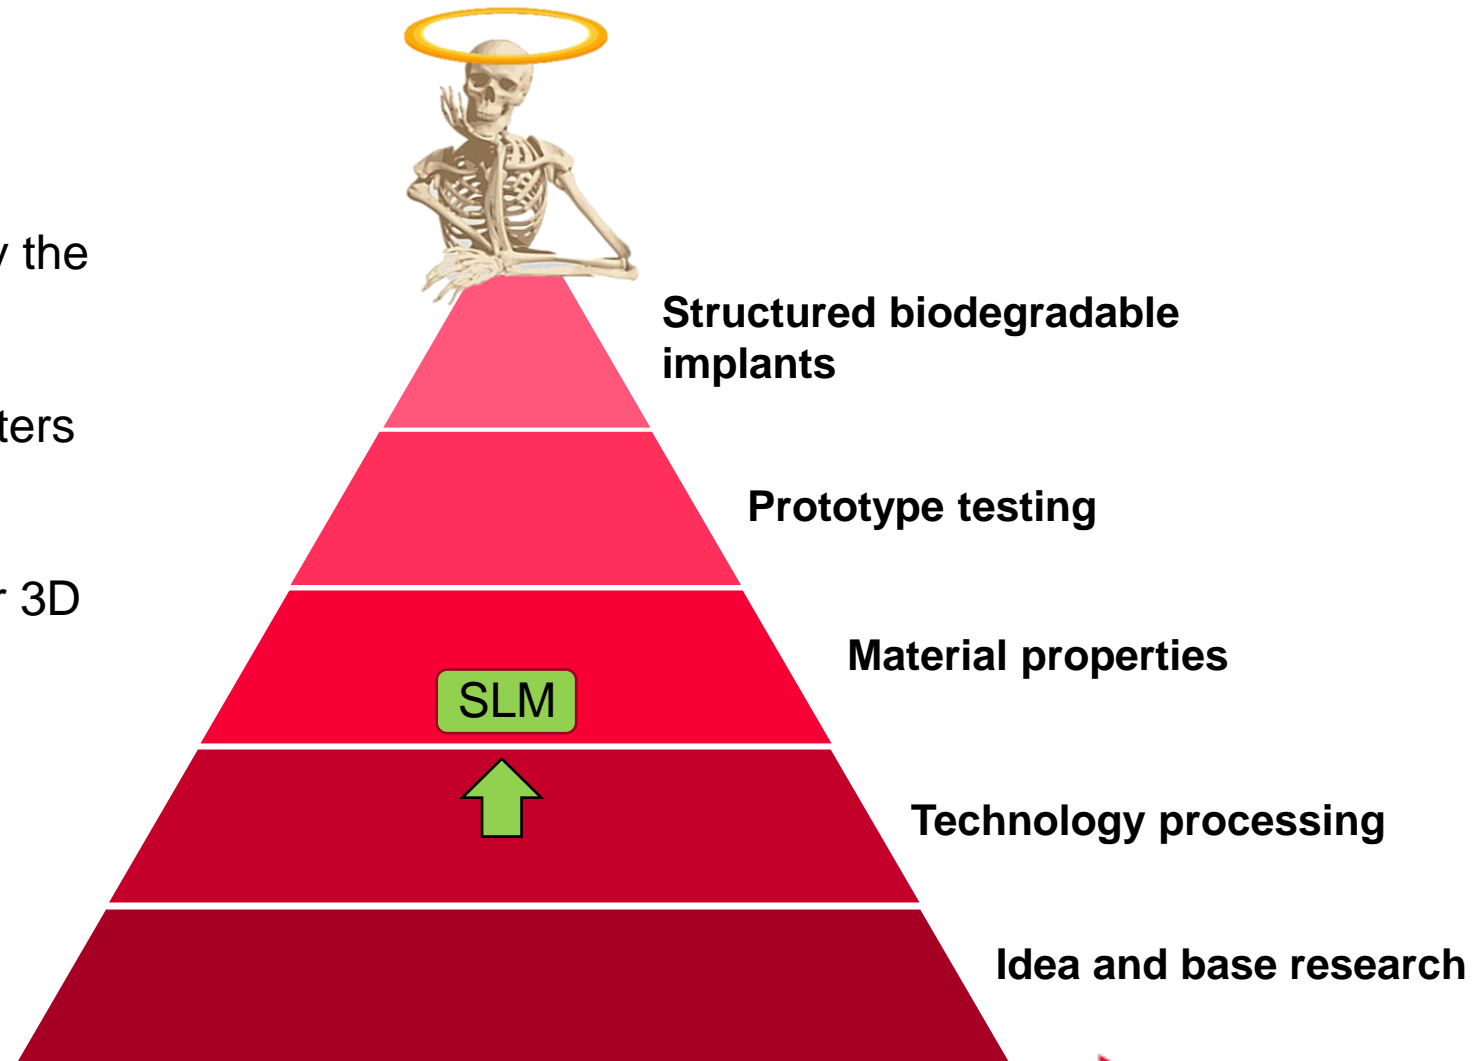 y the
ters
r 3D
Structured biodegradable
implants
Prototype testing
Material properties
SLM
Technology processing
Idea and base research